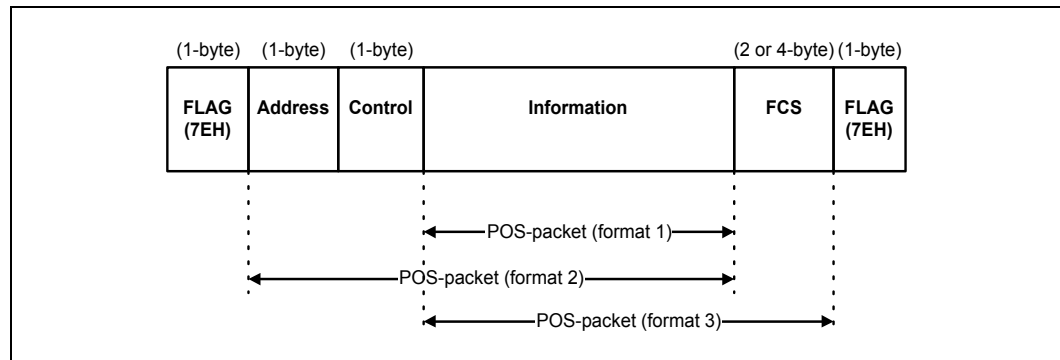 (1-byte) (1-byte) (1-byte) (2 or 4-byte) (1-byte)
FLAG Address Control Information FCS FLAG
(7EH) (7EH)
POS-packet (format 1)
POS-packet (format 2)
POS-packet (format 3)